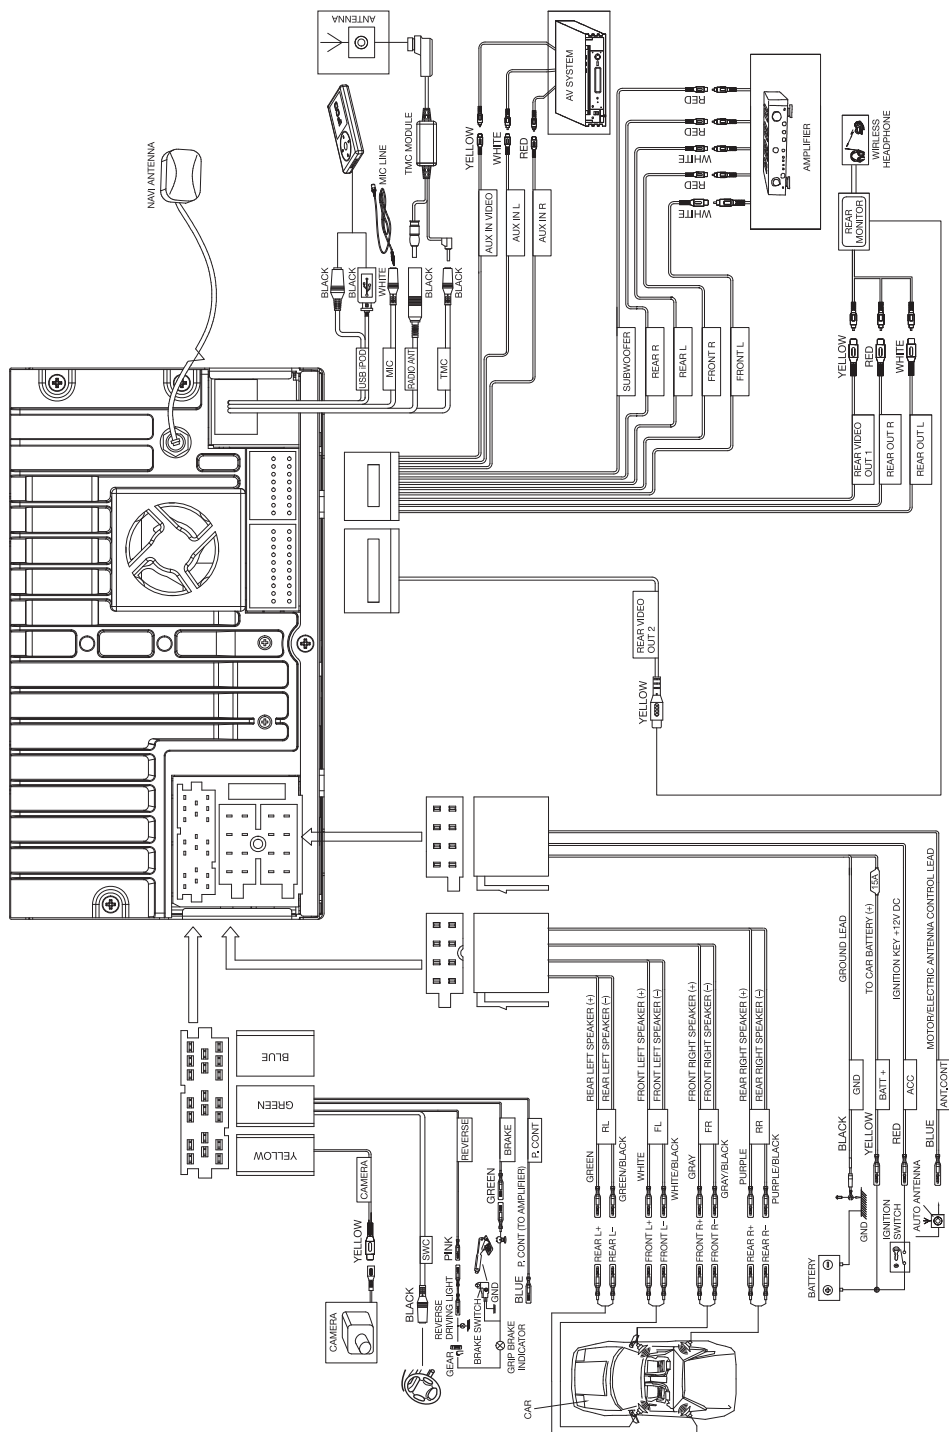 ANTENNA
NAVI ANTENNA
TMC MODULE
MIC LINE
BLACK
BLACK
WHITE
BLACK
BLACK
USB iPOD
MIC
RADIO ANT
TMC
AV SYSTEM
YELLOW
WHITE
RED
AUX IN VIDEO
AUX IN L
AUX IN R
RED
RED
WHITE
RED
WHITE
AMPLIFIER
SUBWOOFER
REAR R
REAR L
FRONT R
FRONT L
WIRLESS
HEADPHONE
REAR
MONITOR
YELLOW
RED
WHITE
REAR VIDEO
OUT 1
REAR OUT R
REAR OUT L
REAR VIDEO
OUT 2
YELLOW
BLUE
GREEN
YELLOW
CAMERA
YELLOW
CAMERA
SWC
BLACK
REVERSE
PINK
REVERSE
DRIVING LIGHT
GEAR
BRAKE
GREEN
BRAKE SWITCH
GND
GRIP BRAKE
INDICATOR
P. CONT
P. CONT (TO AMPLIFIER)
BLUE
REAR LEFT SPEAKER (+)
REAR LEFT SPEAKER (–)
FRONT LEFT SPEAKER (+)
FRONT LEFT SPEAKER (–)
FRONT RIGHT SPEAKER (+)
FRONT RIGHT SPEAKER (–)
REAR RIGHT SPEAKER (+)
REAR RIGHT SPEAKER (–)
RL
FL
FR
RR
GREEN
GREEN/BLACK
WHITE
WHITE/BLACK
GRAY
GRAY/BLACK
PURPLE
PURPLE/BLACK
REAR L+
REAR L–
FRONT L+
FRONT L–
FRONT R+
FRONT R–
REAR R+
REAR R–
CAR
GROUND LEAD
15A
TO CAR BATTERY (+)
IGNITION KEY +12V DC
MOTOR/ELECTRIC ANTENNA CONTROL LEAD
GND
BATT +
ACC
ANT.CONT
BLACK
YELLOW
RED
BLUE
GND
BATTERY
IGNITION
SWITCH
AUTO ANTENNA